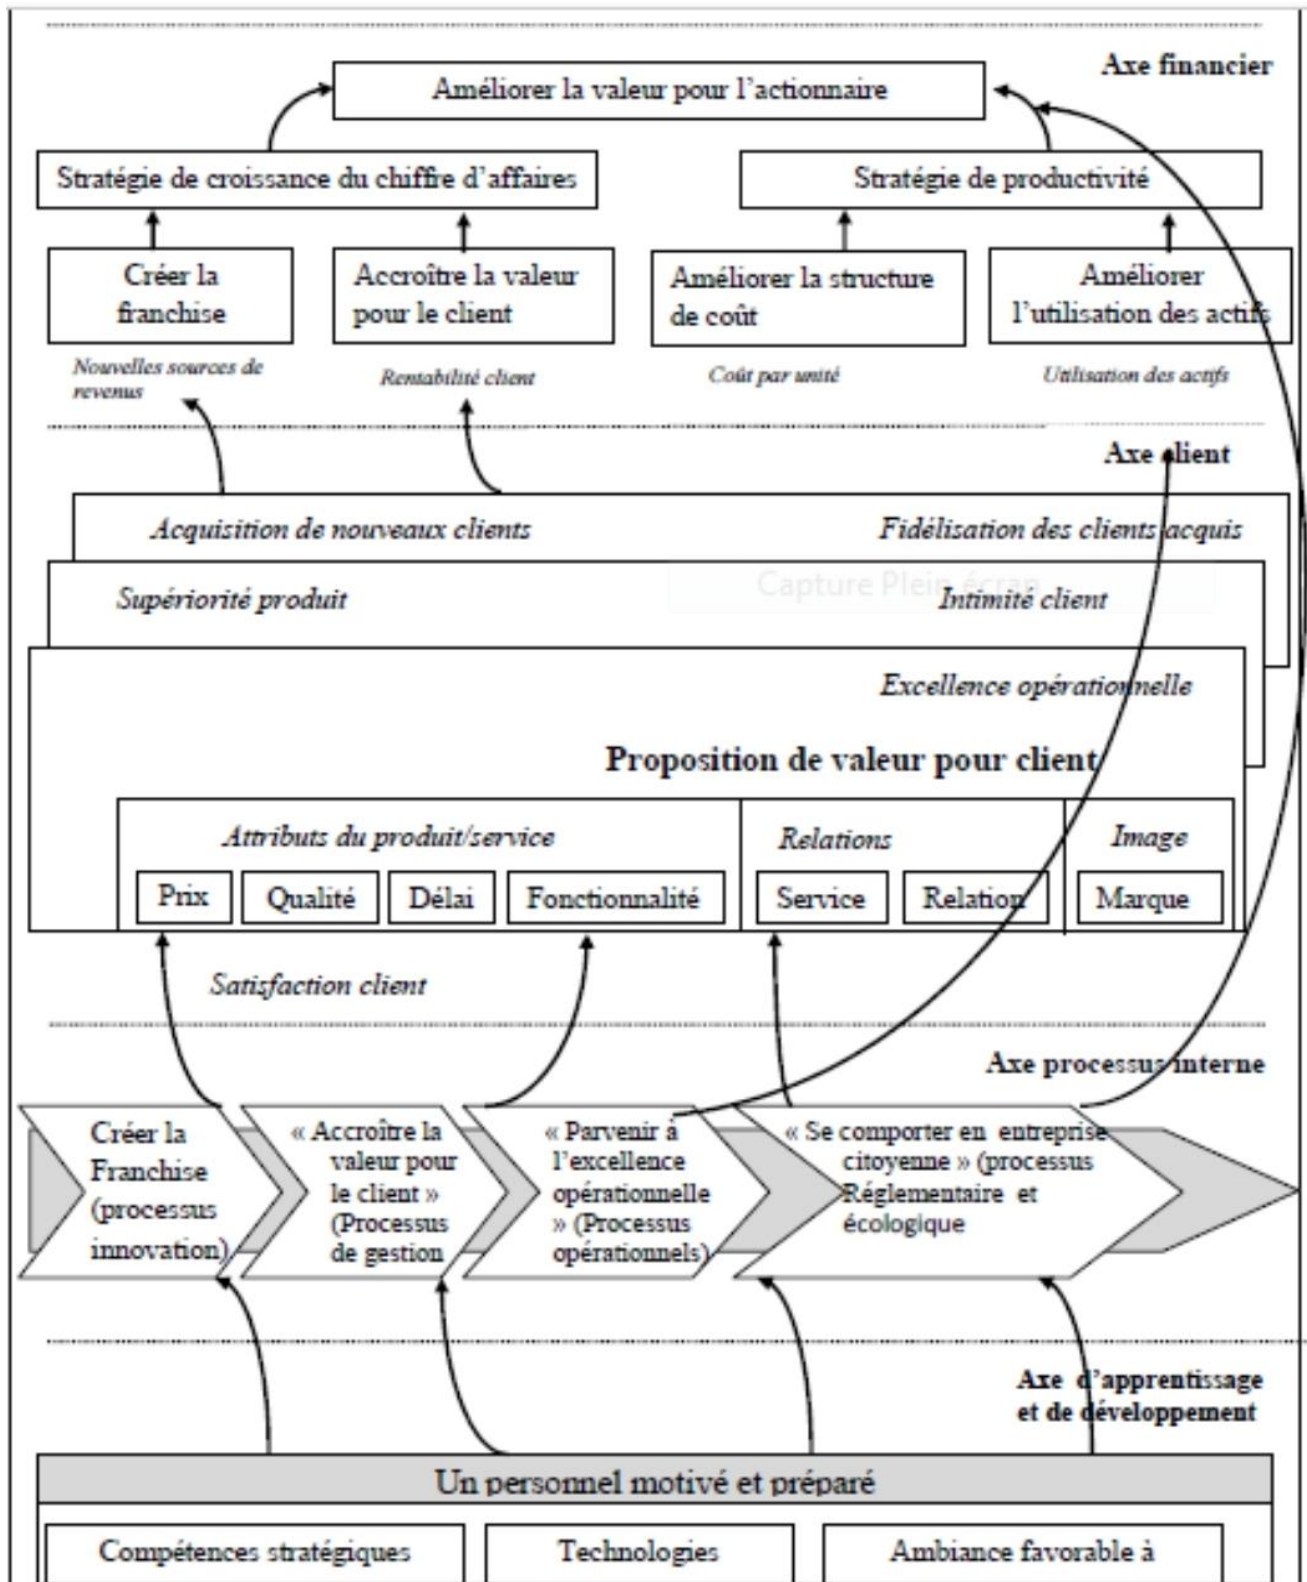 Axe financier
Améliorer la valeur pour l'actionnaire
Stratégie de croissance du chiffre d'affaires
Stratégie de productivité
Créer la
franchise
Accroître la valeur
pour le client
Améliorer la structure
de coût
Améliorer
l'utilisation des actifs
Nouvelles sources de
revenus
Rentabilité client
Coût par unité
Utilisation des actifs
Axe client
Acquisition de nouveaux clients
Fidélisation des clients acquis
Capture Plein écran
Supériorité produit
Intimité client
Excellence opérationnelle
Proposition de valeur pour client
Attributs du produit/service
Relations
Image
Prix
Qualité
Délai
Fonctionnalité
Service
Relation
Marque
Satisfaction client
Axe processus interne
Créer la
Franchise
(processus
innovation)
« Accroître la
valeur pour
le client »
(Processus
de gestion
« Parvenir à
l'excellence
opérationnelle
» (Processus
opérationnels)
« Se comporter en entreprise
citoyenne » (processus
Réglementaire et
écologique
Axe d'apprentissage
et de développement
Un personnel motivé et préparé
Compétences stratégiques
Technologies
Ambiance favorable à